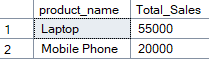 product_name Total_Sales
1 Laptop 55000
2 Mobile Phone 20000